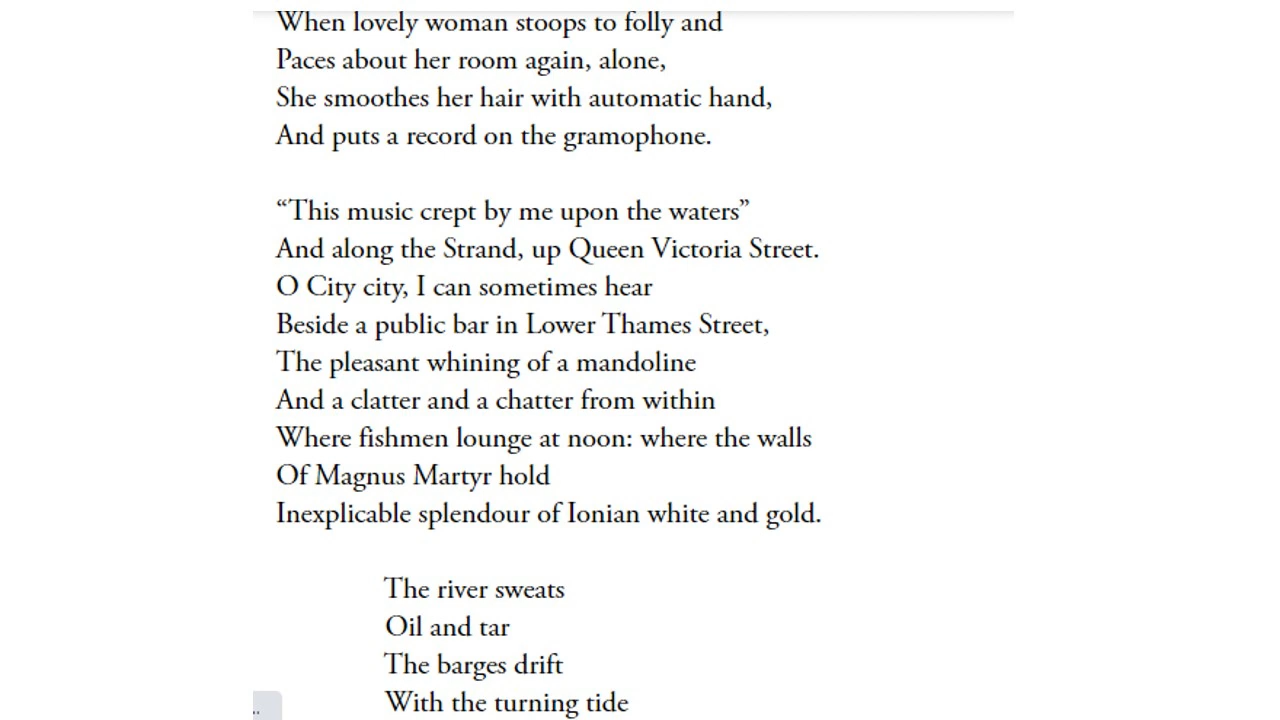 When lovely woman stoops to folly and
Paces about her room again, alone,
She smoothes her hair with automatic hand,
And puts a record on the gramophone.
“This music crept by me upon the waters”
And along the Strand, up Queen Victoria Street.
O City city, I can sometimes hear
Beside a public bar in Lower Thames Street,
The pleasant whining of a mandoline
And a clatter and a chatter from within
Where fishmen lounge at noon: where the walls
Of Magnus Martyr hold
Inexplicable splendour of Ionian white and gold.
The river sweats
Oil and tar
The barges drift
With the turning tide
..